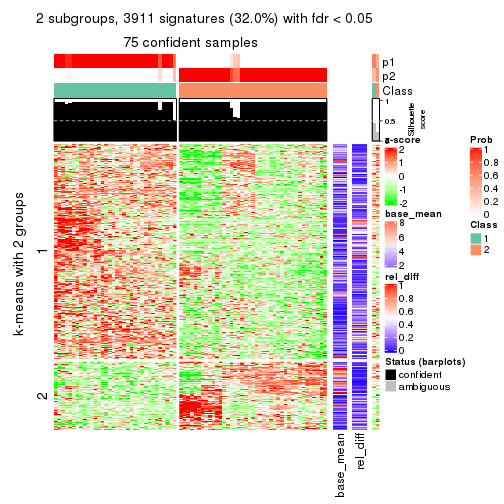 2 subgroups, 3911 signatures (32.0%) with fdr < 0.05
75 confident samples
p1
p2
Class
1
0.5
0
Silhouette
score
k-means with 2 groups
1
2
base_mean
rel_diff
z-score
2
1
0
-1
-2
base_mean
8
6
4
2
rel_diff
1
0.8
0.6
0.4
0.2
0
Status (barplots)
confident
ambiguous
Prob
1
0.8
0.6
0.4
0.2
0
Class
1
2